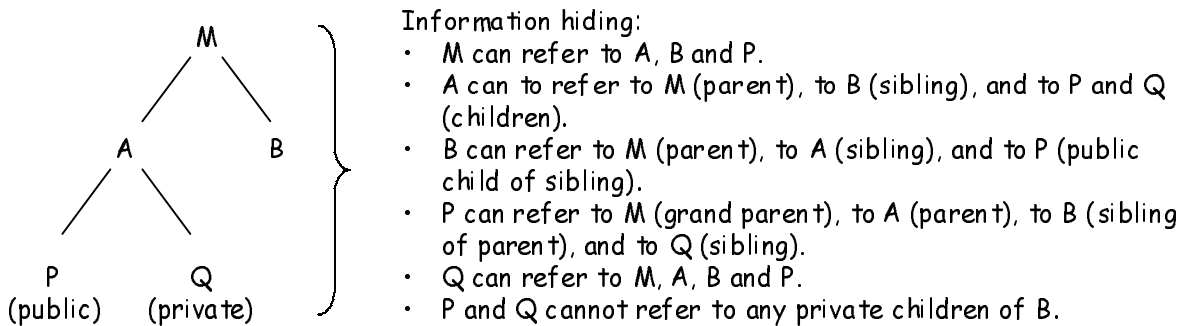 M
A B
P Q
(public) (private)
Information hiding:
• M can refer to A, B and P.
• A can to refer to M (parent), to B (sibling), and to P and Q
(children).
• B can refer to M (parent), to A (sibling), and to P (public
child of sibling).
• P can refer to M (grand parent), to A (parent), to B (sibling
of parent), and to Q (sibling).
• Q can refer to M, A, B and P.
• P and Q cannot refer to any private children of B.